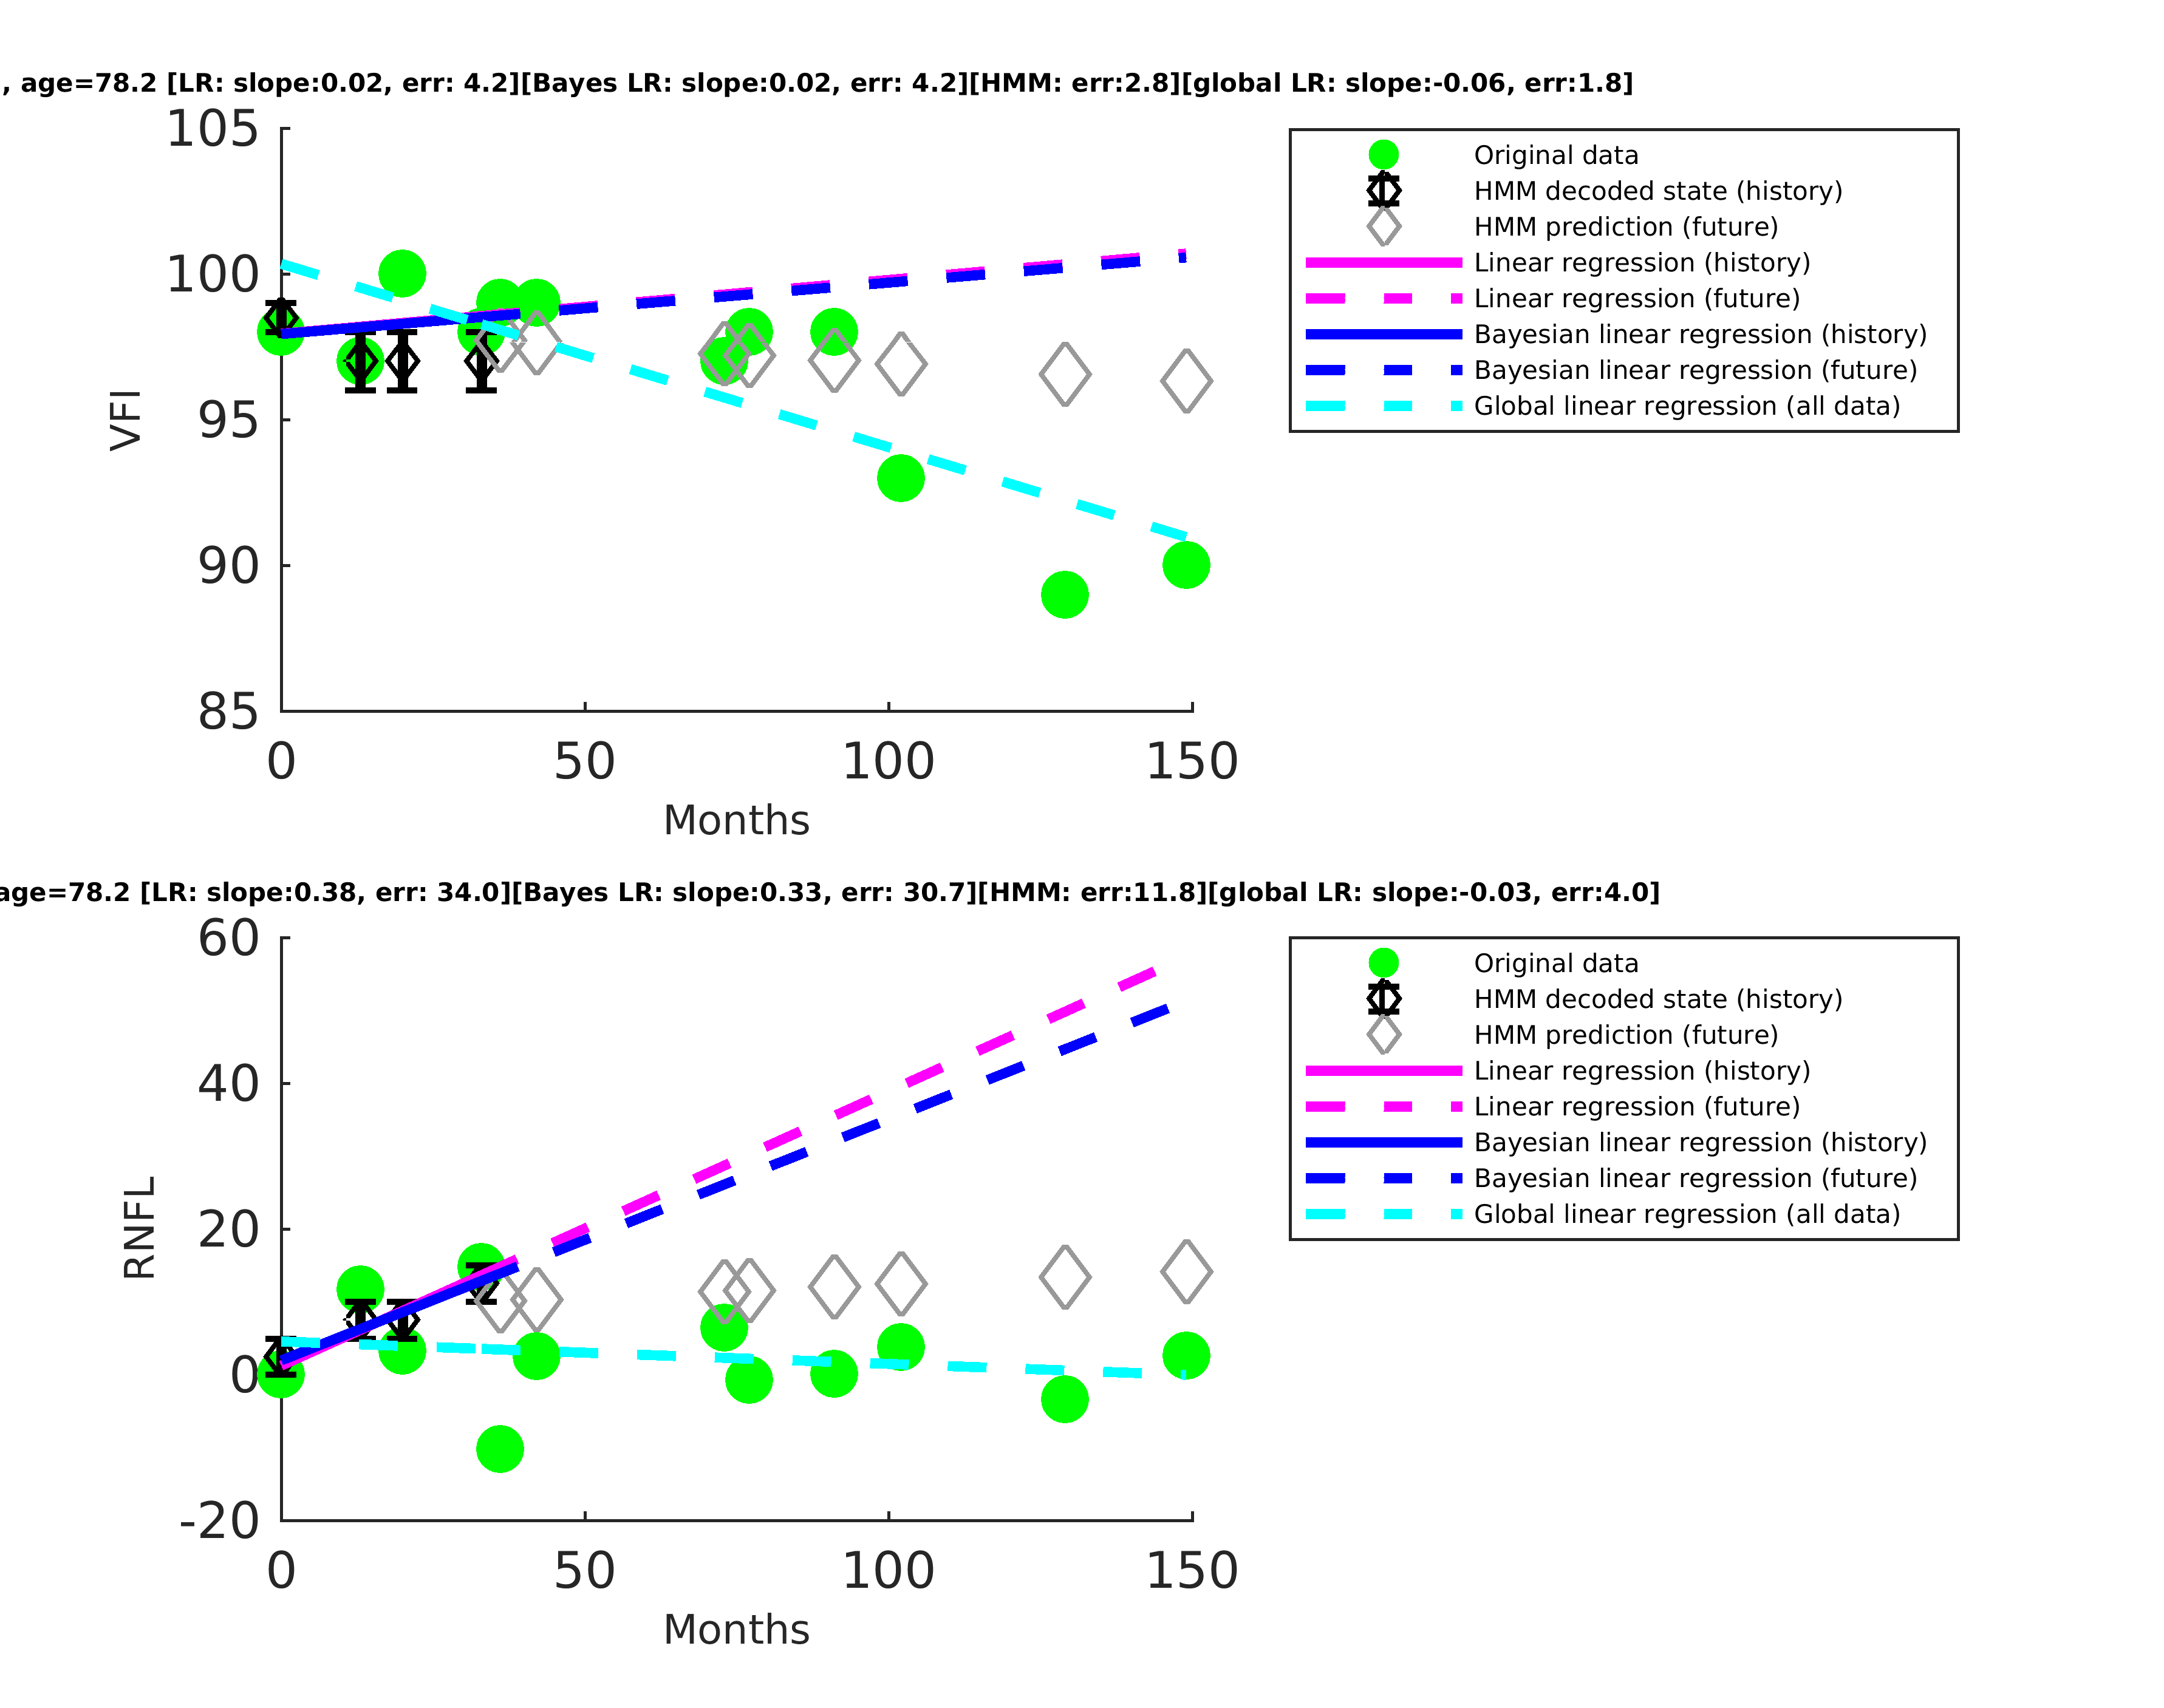 , age=78.2 [LR: slope:0.02, err: 4.2][Bayes LR: slope:0.02, err: 4.2][HMM: err:2.8][global LR: slope:-0.06, err:1.8]
105
100
95
90
85
VFI
0 50 100 150
Months
Original data
HMM decoded state (history)
HMM prediction (future)
Linear regression (history)
Linear regression (future)
Bayesian linear regression (history)
Bayesian linear regression (future)
Global linear regression (all data)
age=78.2 [LR: slope:0.38, err: 34.0][Bayes LR: slope:0.33, err: 30.7][HMM: err:11.8][global LR: slope:-0.03, err:4.0]
60
40
20
0
-20
RNFL
0 50 100 150
Months
Original data
HMM decoded state (history)
HMM prediction (future)
Linear regression (history)
Linear regression (future)
Bayesian linear regression (history)
Bayesian linear regression (future)
Global linear regression (all data)